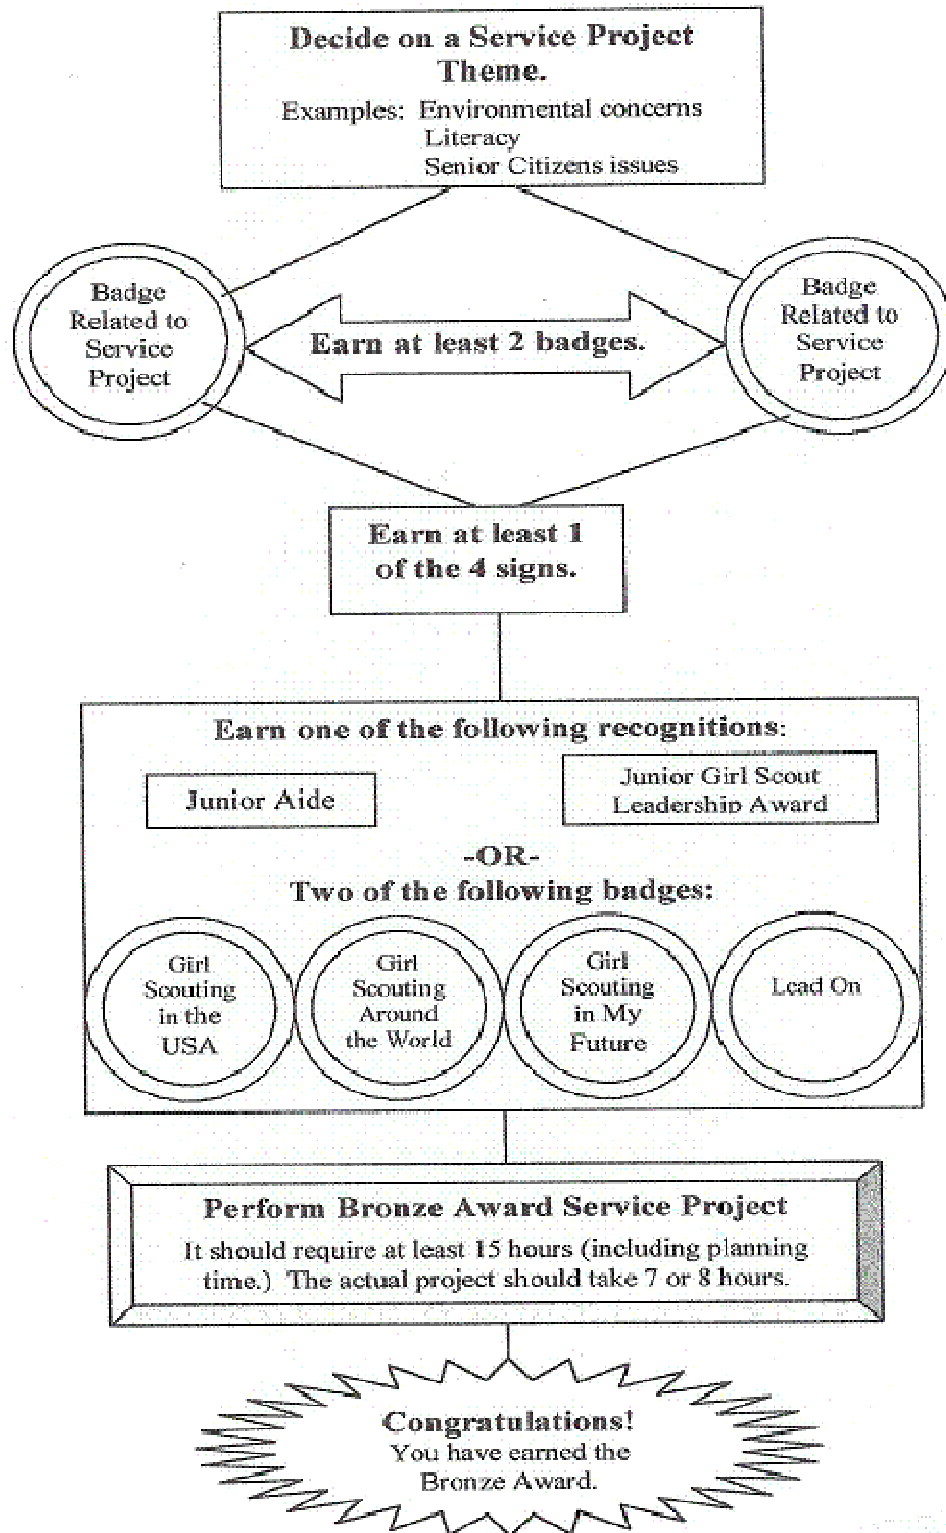 Decide on a Service Project
Theme.
Examples: Environmental concerns
Literacy
Senior Citizens issues
Badge
Related to
Service
Project
Earn at least 2 badges.
Badge
Related to
Service
Project
Earn at least 1
of the 4 signs.
Earn one of the following recognitions:
Junior Aide
Junior Girl Scout
Leadership Award
-OR-
Two of the following badges:
Girl
Scouting
in the
USA
Girl
Scouting
Around
the World
Girl
Scouting
in My
Future
Lead On
Perform Bronze Award Service Project
It should require at least 15 hours (including planning
time.) The actual project should take 7 or 8 hours.
Congratulations!
You have earned the
Bronze Award.